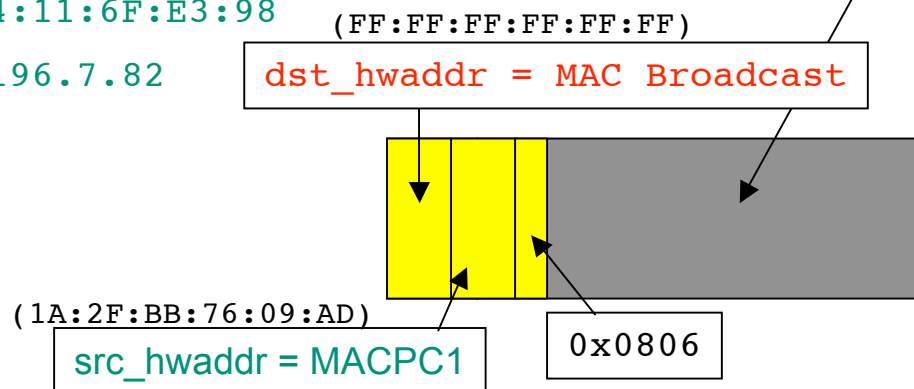 :11:6F:E3:98
(FF:FF:FF:FF:FF:FF)
96.7.82
dst_hwaddr = MAC Broadcast
(1A:2F:BB:76:09:AD)
src_hwaddr = MACPC1
0x0806